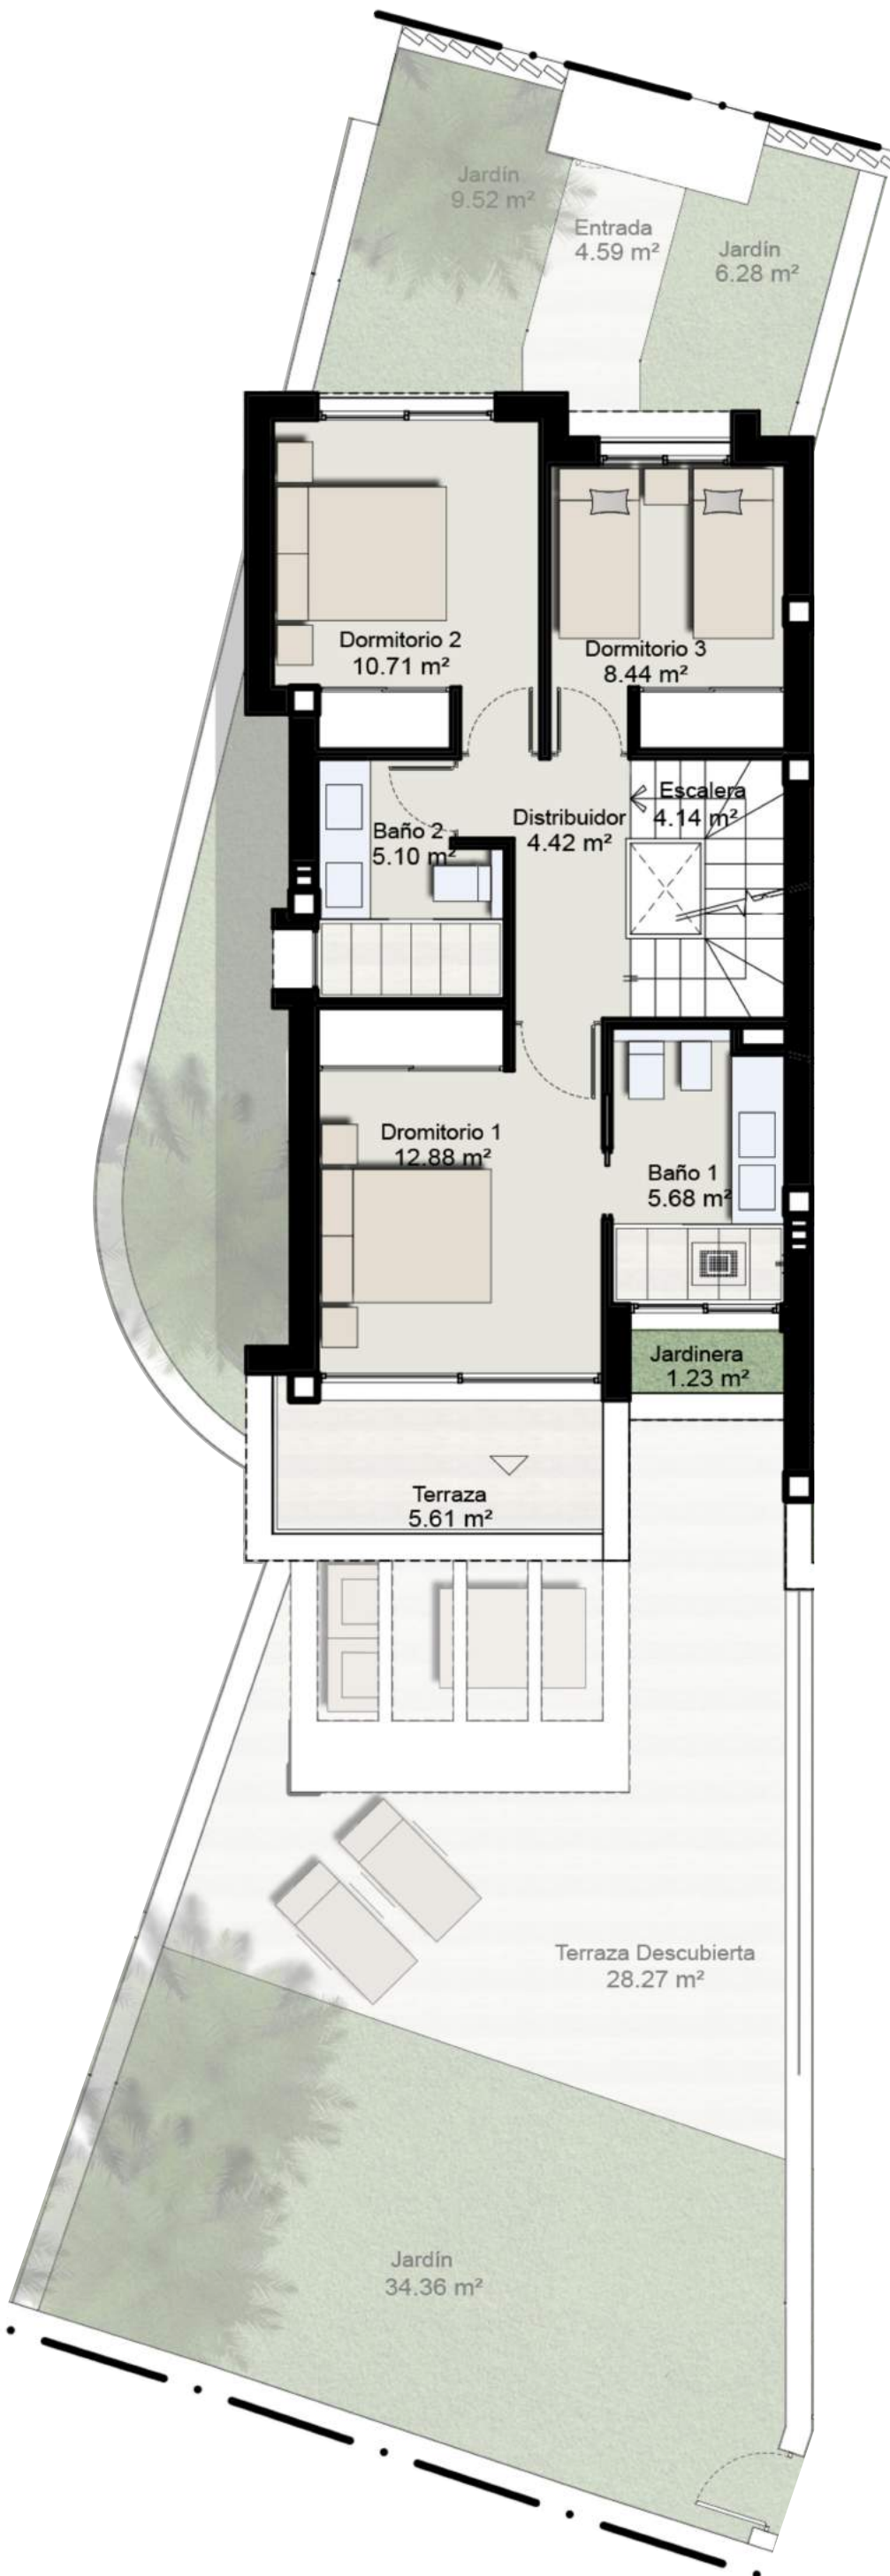 Jardín
9.52 m²
Entrada
4.59 m²
Jardín
6.28 m²
Dormitorio 2
10.71 m²
Dormitorio 3
8.44 m²
Escalera
4.14 m²
Distribuidor
4.42 m²
Baño 2
5.10 m²
Dromitorio 1
12.88 m²
Baño 1
5.68 m²
Jardinera
1.23 m²
Terraza
5.61 m²
Terraza Descubierta
28.27 m²
Jardín
34.36 m²